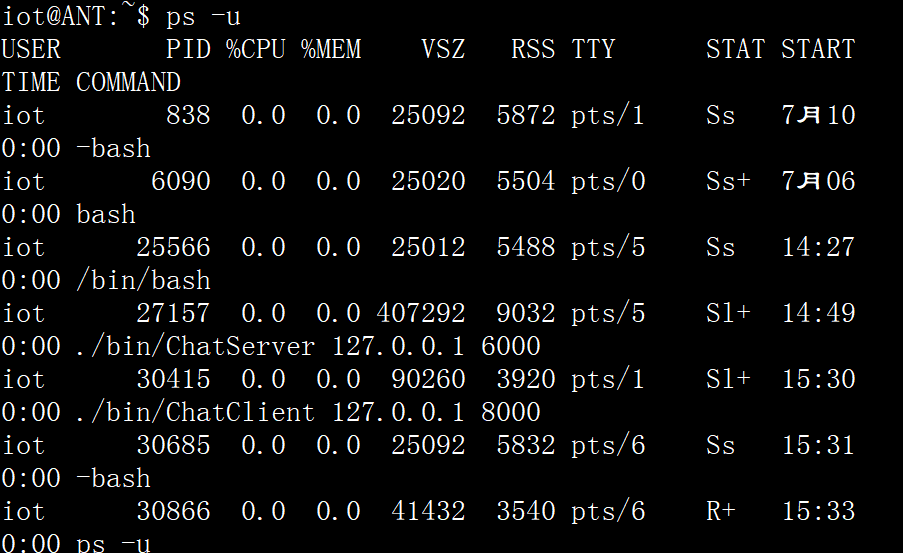 iot@ANT:~$ ps -u
USER PID %CPU %MEM VSZ RSS TTY STAT START
TIME COMMAND
iot 838 0.0 0.0 25092 5872 pts/1 Ss 7月10
0:00 -bash
iot 6090 0.0 0.0 25020 5504 pts/0 Ss+ 7月06
0:00 bash
iot 25566 0.0 0.0 25012 5488 pts/5 Ss 14:27
0:00 /bin/bash
iot 27157 0.0 0.0 407292 9032 pts/5 Sl+ 14:49
0:00 ./bin/ChatServer 127.0.0.1 6000
iot 30415 0.0 0.0 90260 3920 pts/1 Sl+ 15:30
0:00 ./bin/ChatClient 127.0.0.1 8000
iot 30685 0.0 0.0 25092 5832 pts/6 Ss 15:31
0:00 -bash
iot 30866 0.0 0.0 41432 3540 pts/6 R+ 15:33
0:00 ps -u